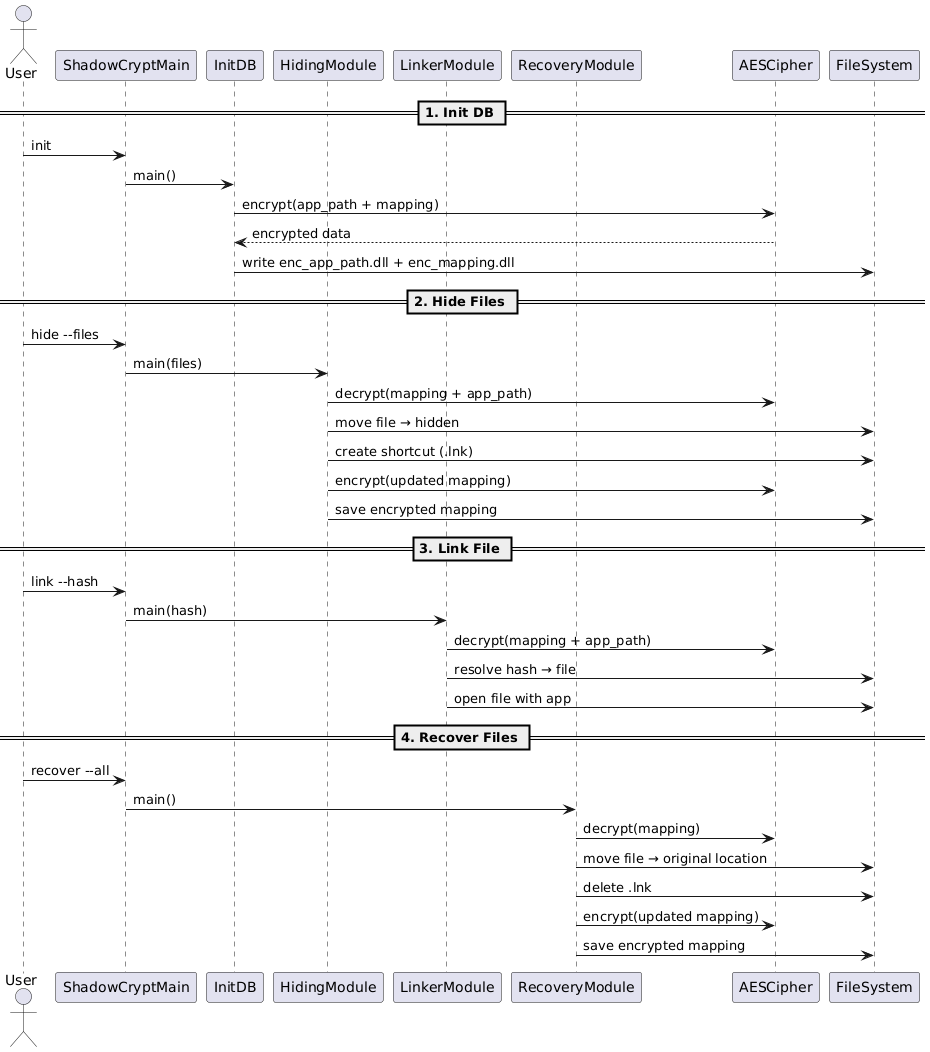 User
ShadowCryptMain
InitDB
HidingModule
LinkerModule
RecoveryModule
AESCipher
FileSystem
1. Init DB
init
main()
encrypt(app_path + mapping)
encrypted data
write enc_app_path.dll + enc_mapping.dll
2. Hide Files
hide --files
main(files)
decrypt(mapping + app_path)
move file → hidden
create shortcut (.lnk)
encrypt(updated mapping)
save encrypted mapping
3. Link File
link --hash
main(hash)
decrypt(mapping + app_path)
resolve hash → file
open file with app
4. Recover Files
recover --all
main()
decrypt(mapping)
move file → original location
delete .lnk
encrypt(updated mapping)
save encrypted mapping
User
ShadowCryptMain
InitDB
HidingModule
LinkerModule
RecoveryModule
AESCipher
FileSystem